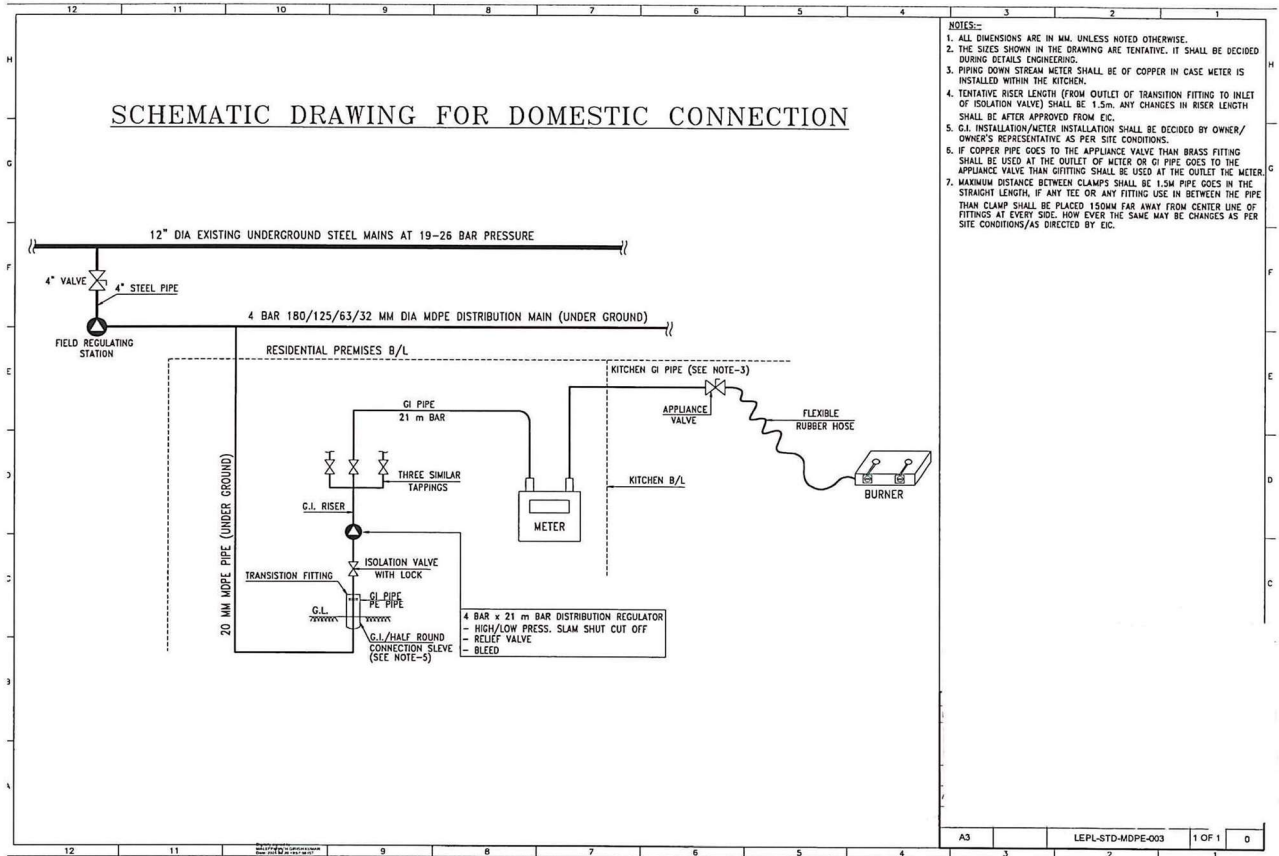 12 11 10 9 8 7 6 5 4 3 2 1
H
G
F
E
D
C
B
A
SCHEMATIC DRAWING FOR DOMESTIC CONNECTION
12" DIA EXISTING UNDERGROUND STEEL MAINS AT 19-26 BAR PRESSURE
4" VALVE
4" STEEL PIPE
4 BAR 180/125/63/32 MM DIA MDPE DISTRIBUTION MAIN (UNDER GROUND)
FIELD REGULATING
STATION
RESIDENTIAL PREMISES B/L
KITCHEN GI PIPE (SEE NOTE-3)
GI PIPE
21 m BAR
APPLIANCE
VALVE
FLEXIBLE
RUBBER HOSE
20 MM MDPE PIPE (UNDER GROUND)
THREE SIMILAR
TAPPINGS
KITCHEN B/L
BURNER
G.I. RISER
METER
ISOLATION VALVE
WITH LOCK
TRANSISTION FITTING
GI PIPE
PE PIPE
G.L.
G.I./HALF ROUND
CONNECTION SLEVE
(SEE NOTE-5)
4 BAR x 21 m BAR DISTRIBUTION REGULATOR
- HIGH/LOW PRESS. SLAM SHUT CUT OFF
- RELIEF VALVE
- BLEED
NOTES:-
1. ALL DIMENSIONS ARE IN MM. UNLESS NOTED OTHERWISE.
2. THE SIZES SHOWN IN THE DRAWING ARE TENTATIVE. IT SHALL BE DECIDED
DURING DETAILS ENGINEERING.
3. PIPING DOWN STREAM METER SHALL BE OF COPPER IN CASE METER IS
INSTALLED WITHIN THE KITCHEN.
4. TENTATIVE RISER LENGTH (FROM OUTLET OF TRANSITION FITTING TO INLET
OF ISOLATION VALVE) SHALL BE 1.5m. ANY CHANGES IN RISER LENGTH
SHALL BE AFTER APPROVED FROM EIC.
5. G.I. INSTALLATION/METER INSTALLATION SHALL BE DECIDED BY OWNER/
OWNER'S REPRESENTATIVE AS PER SITE CONDITIONS.
6. IF COPPER PIPE GOES TO THE APPLIANCE VALVE THAN BRASS FITTING
SHALL BE USED AT THE OUTLET OF METER OR GI PIPE GOES TO THE
APPLIANCE VALVE THAN GIFITTING SHALL BE USED AT THE OUTLET THE METER.
7. MAXIMUM DISTANCE BETWEEN CLAMPS SHALL BE 1.5M PIPE GOES IN THE
STRAIGHT LENGTH, IF ANY TEE OR ANY FITTING USE IN BETWEEN THE PIPE
THAN CLAMP SHALL BE PLACED 150MM FAR AWAY FROM CENTER LINE OF
FITTINGS AT EVERY SIDE. HOW EVER THE SAME MAY BE CHANGES AS PER
SITE CONDITIONS/AS DIRECTED BY EIC.
H
G
F
E
D
C
A3 LEPL-STD-MDPE-003 1 OF 1 0
12 11 9 8 7 6 5 4 3 2 1